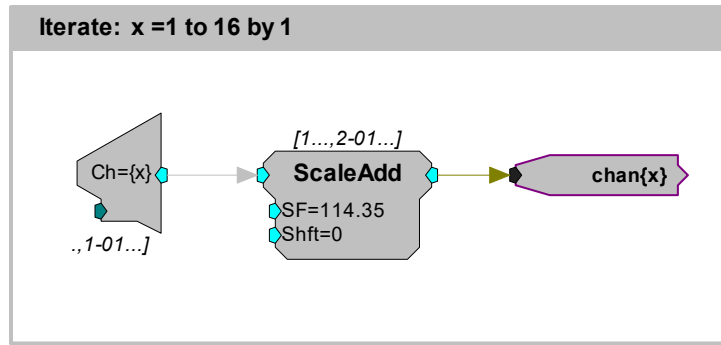 Iterate: x =1 to 16 by 1
[1...,2-01...]
Ch={x}
ScaleAdd
chan{x}
SF=114.35
Shft=0
.,1-01...]